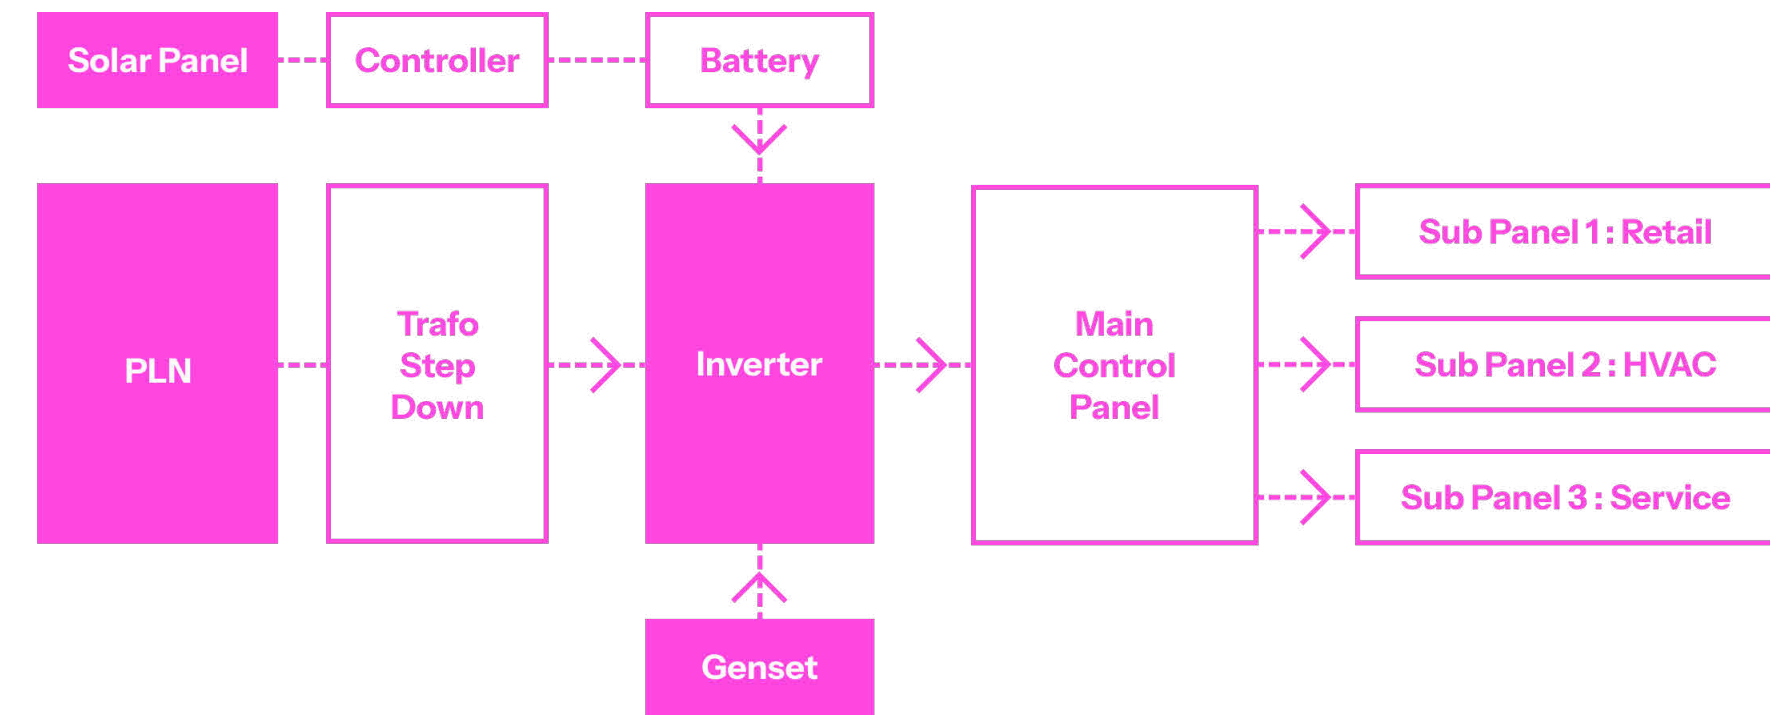 Solar Panel
Controller
Battery
PLN
Trafo
Step
Down
Inverter
Main
Control
Panel
Sub Panel 1 : Retail
Sub Panel 2 : HVAC
Sub Panel 3 : Service
Genset